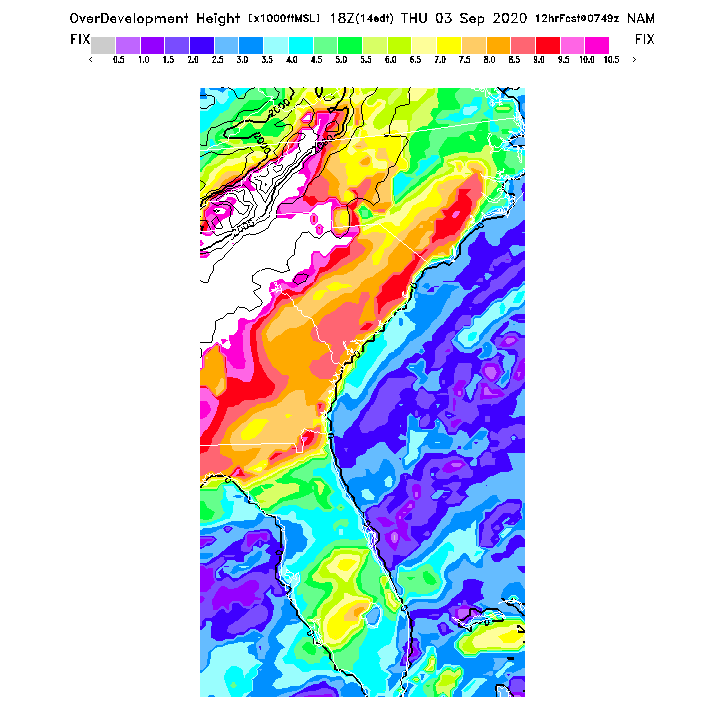 OverDevelopment Height [x1000ftMSL] 18Z(14edt) THU 03 Sep 2020 12hrFcst@0749z NAM
FIX FIX
< 0.5 1.0 1.5 2.0 2.5 3.0 3.5 4.0 4.5 5.0 5.5 6.0 6.5 7.0 7.5 8.0 8.5 9.0 9.5 10.0 10.5 >
2000
2000